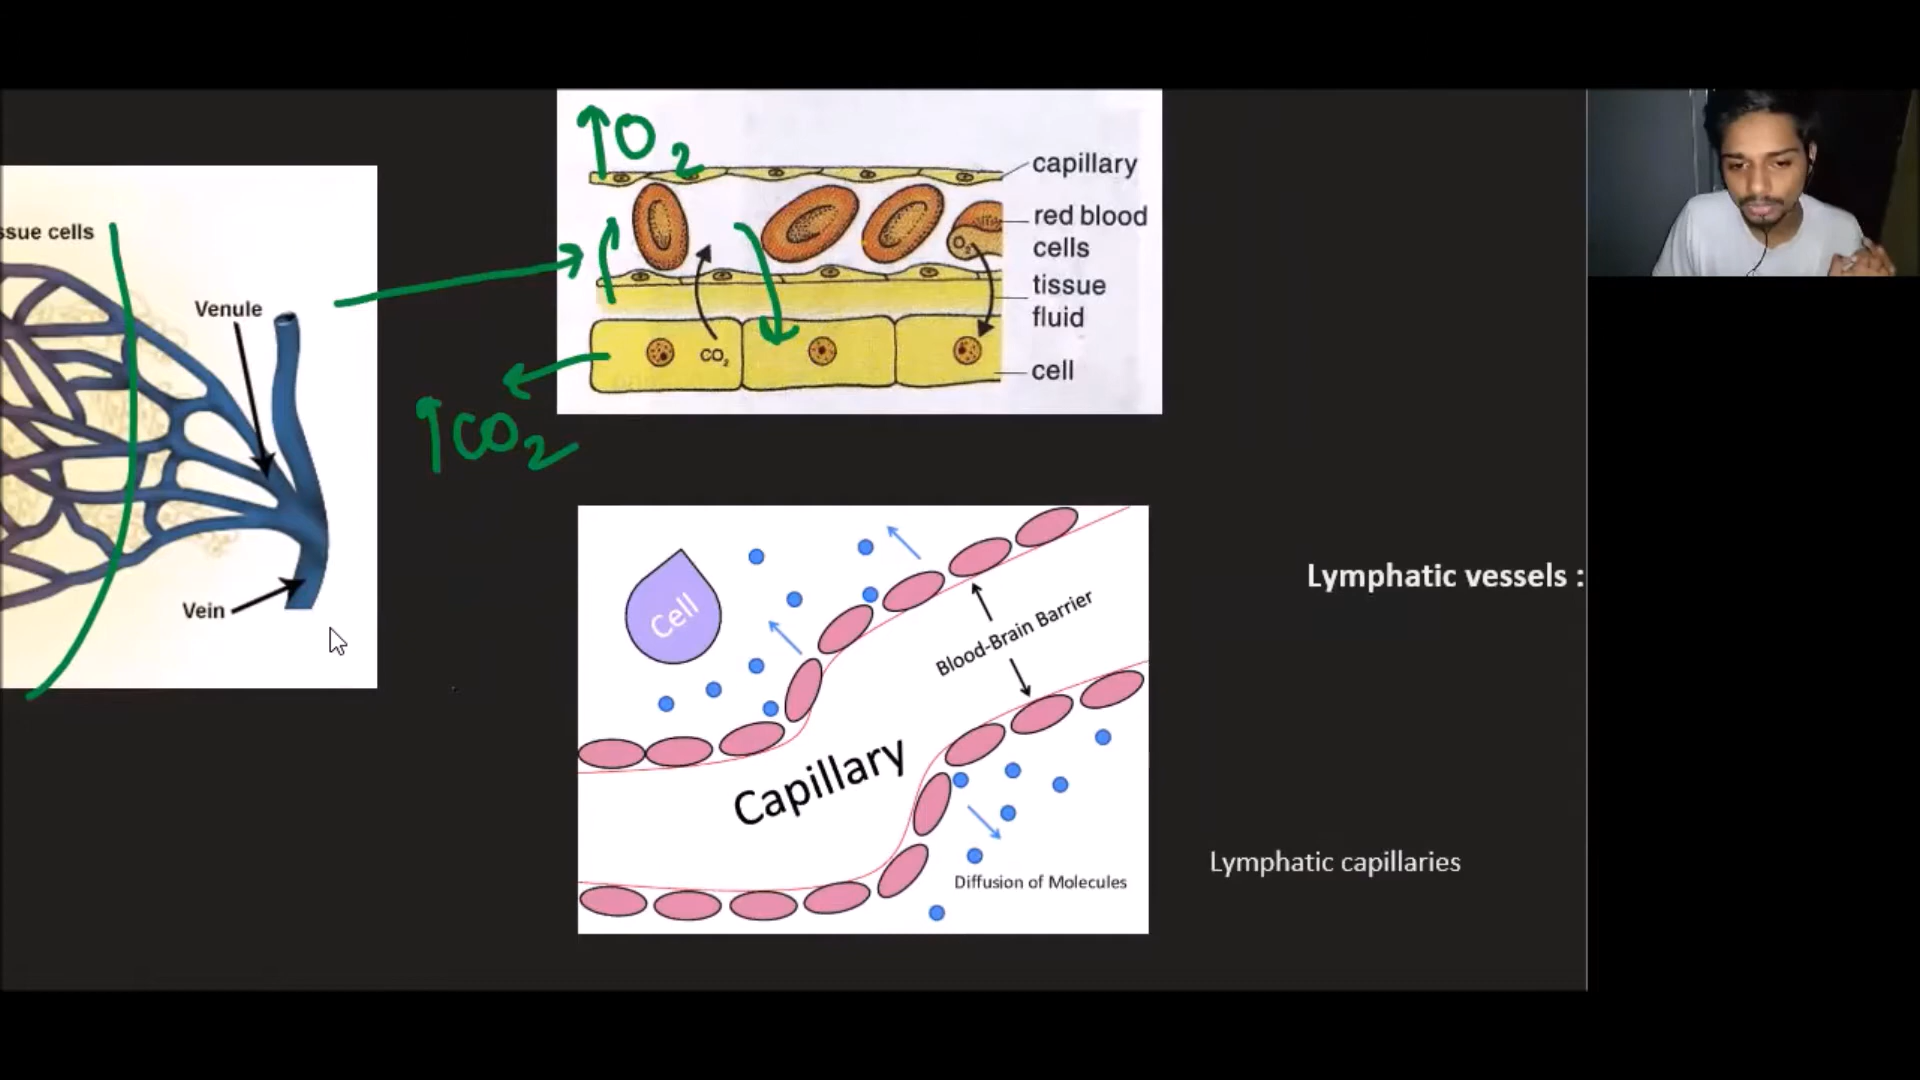 ssue cells
Venule
Vein
↑O2
capillary
red blood
cells
O2
tissue
fluid
CO2
cell
↑CO2
Cell
Blood-Brain Barrier
Capillary
Diffusion of Molecules
Lymphatic vessels :
Lymphatic capillaries